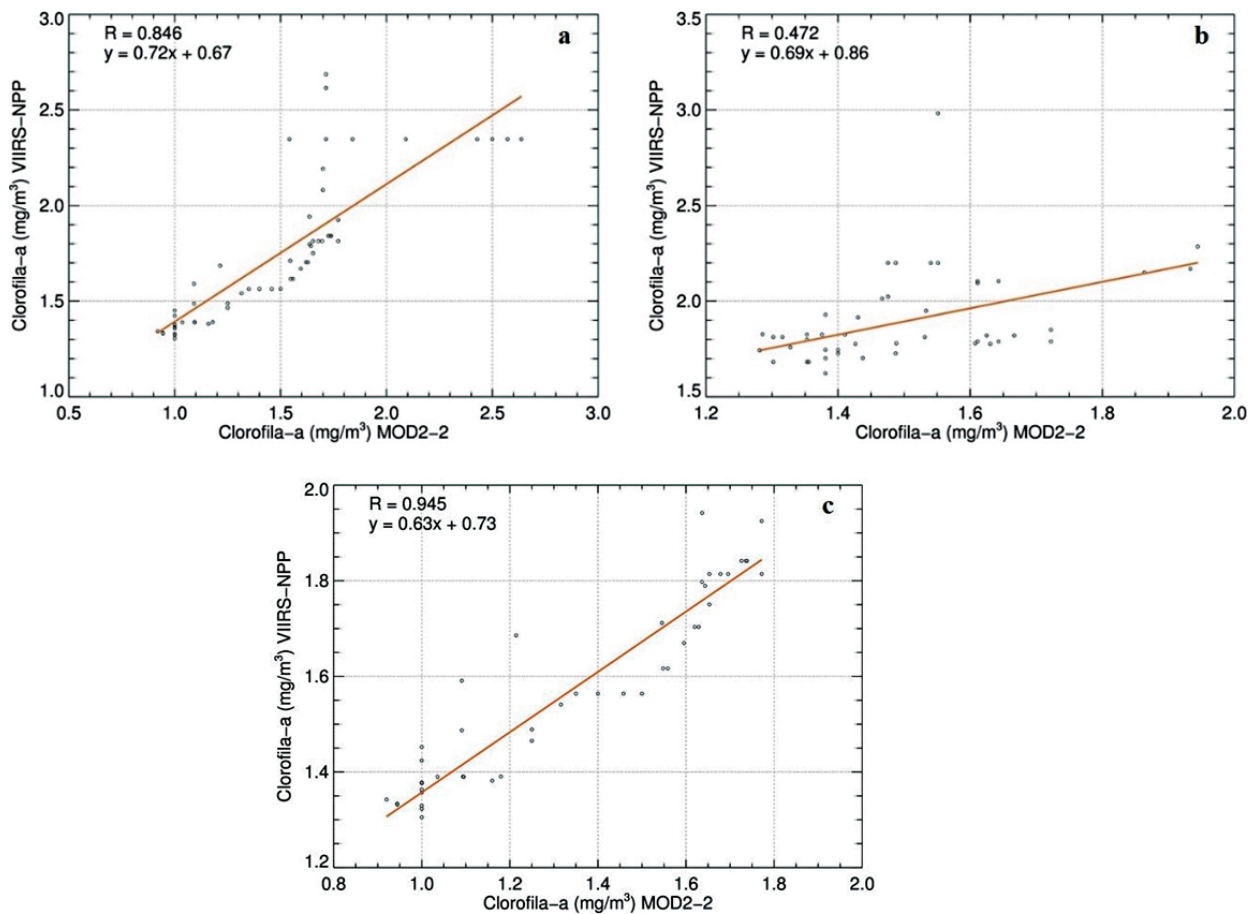 R = 0.846
y = 0.72x + 0.67
a
3.0
2.5
2.0
1.5
1.0
Clorofila-a (mg/m³) VIIRS-NPP
0.5 1.0 1.5 2.0 2.5 3.0
Clorofila-a (mg/m³) MOD2-2
R = 0.472
y = 0.69x + 0.86
b
3.5
3.0
2.5
2.0
1.5
Clorofila-a (mg/m³) VIIRS-NPP
1.2 1.4 1.6 1.8 2.0
Clorofila-a (mg/m³) MOD2-2
R = 0.945
y = 0.63x + 0.73
c
2.0
1.8
1.6
1.4
1.2
Clorofila-a (mg/m³) VIIRS-NPP
0.8 1.0 1.2 1.4 1.6 1.8 2.0
Clorofila-a (mg/m³) MOD2-2